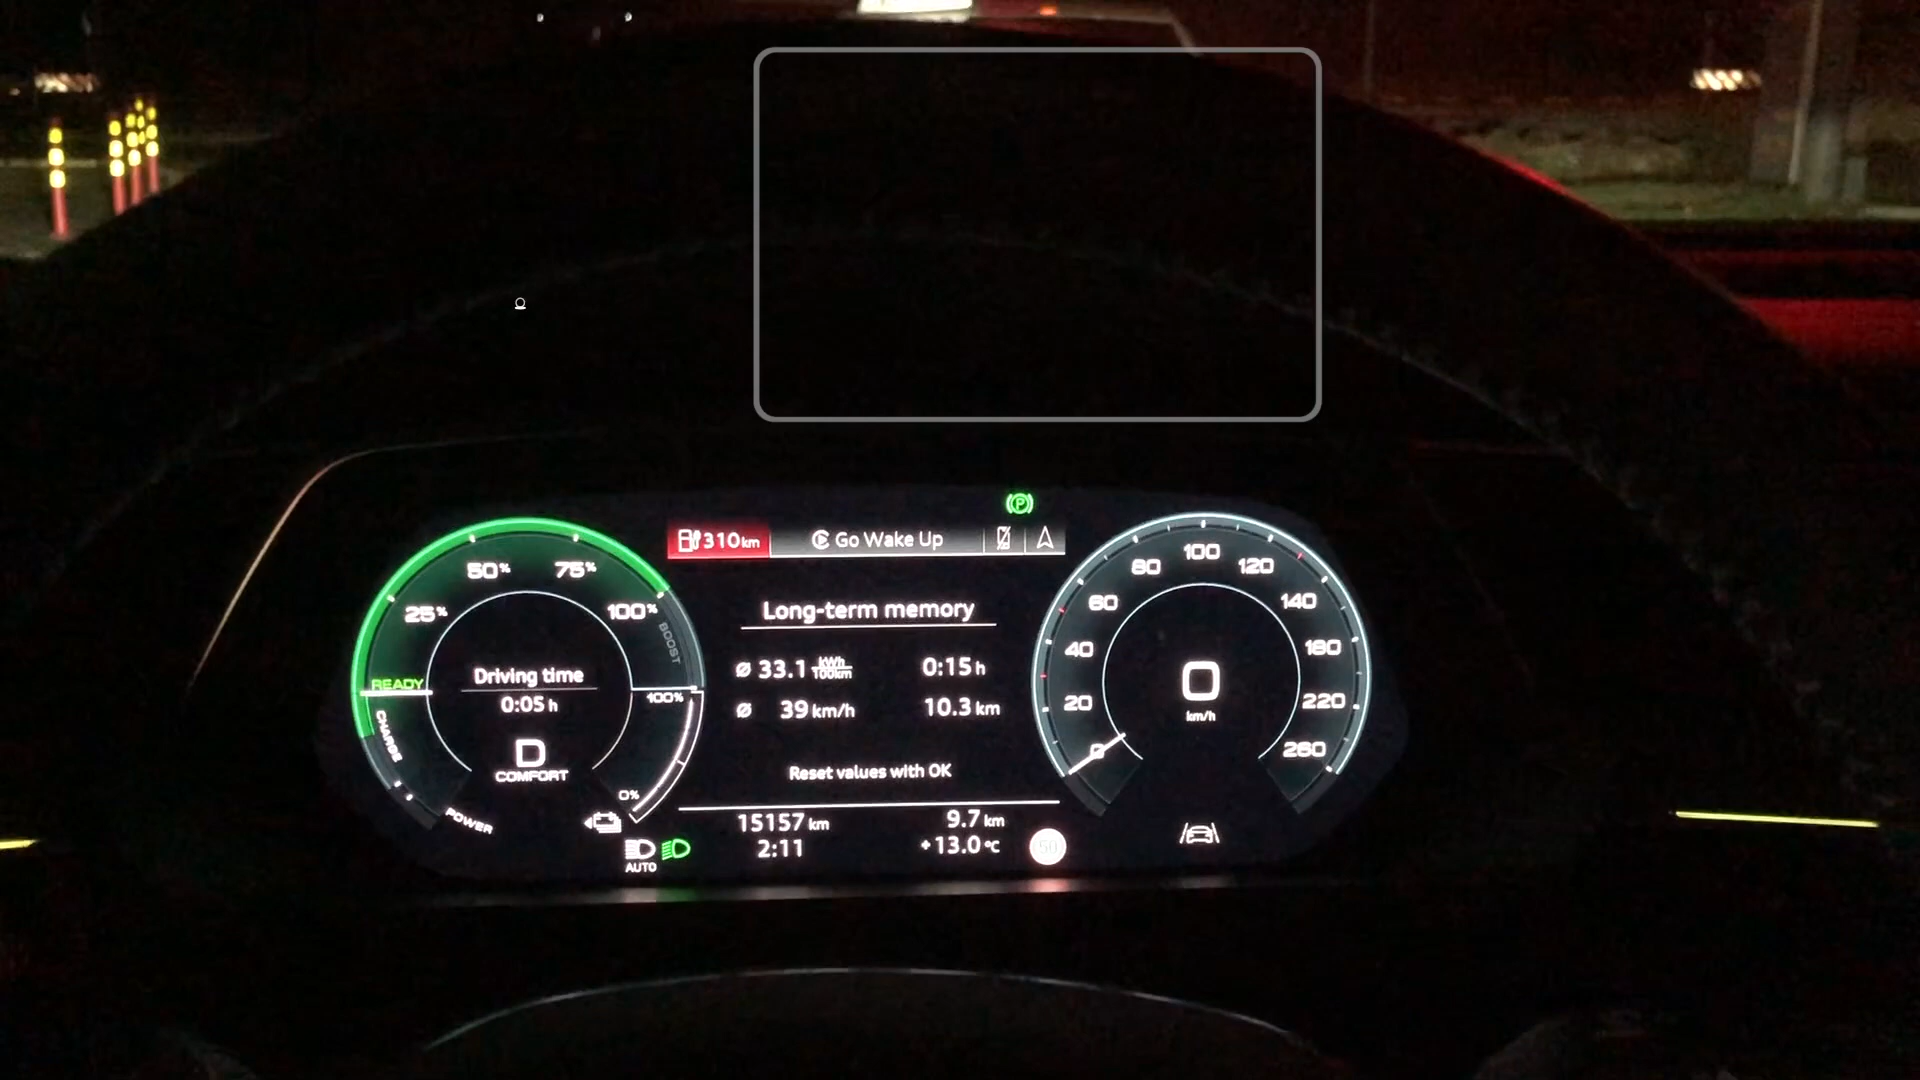 310 km
Go Wake Up
Long-term memory
Ø 33.1 kWh/100km 0:15 h
Ø 39 km/h 10.3 km
Reset values with OK
15157 km 9.7 km
2:11 +13.0 °C
25% 50% 75% 100%
BOOST
READY
CHARGE
POWER
Driving time
0:05 h
D
COMFORT
100%
0%
AUTO
P
0 20 40 60 80 100 120 140 180 220 260
0
km/h